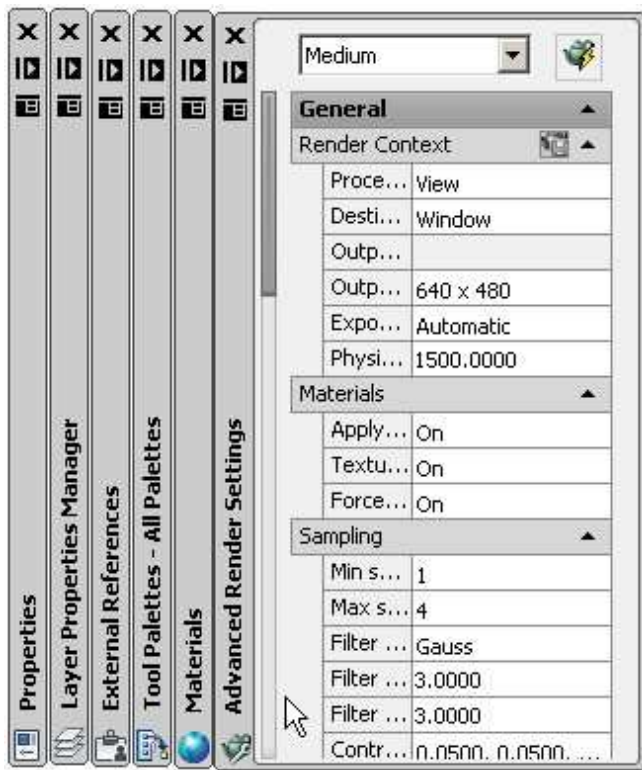 Properties
Layer Properties Manager
External References
Tool Palettes - All Palettes
Materials
Advanced Render Settings
Medium
General
Render Context
Proce... View
Desti... Window
Outp...
Outp... 640 x 480
Expo... Automatic
Physi... 1500.0000
Materials
Apply... On
Textu... On
Force... On
Sampling
Min s... 1
Max s... 4
Filter ... Gauss
Filter ... 3.0000
Filter ... 3.0000
Contr... 0.0500, 0.0500, ...